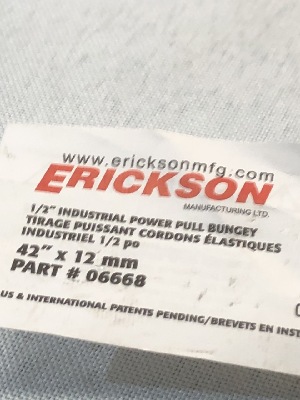 www.ericksonmfg.com
ERICKSON
MANUFACTURING LTD.
1/2" INDUSTRIAL POWER PULL BUNGEY
TIRAGE PUISSANT CORDONS ÉLASTIQUES
INDUSTRIEL 1/2 po
42" x 12 mm
PART # 06668
US & INTERNATIONAL PATENTS PENDING/BREVETS EN INST